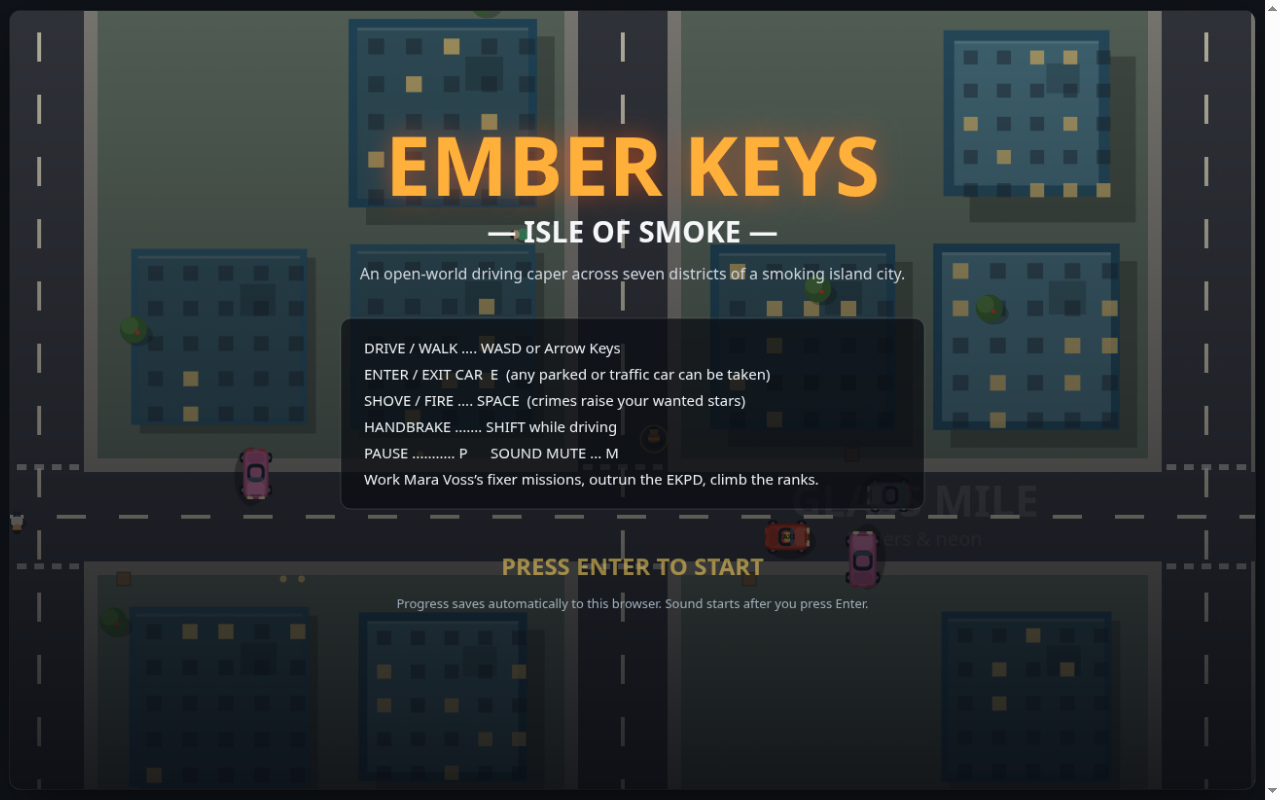 EMBER KEYS
— ISLE OF SMOKE —
An open-world driving caper across seven districts of a smoking island city.
DRIVE / WALK .... WASD or Arrow Keys
ENTER / EXIT CAR  E  (any parked or traffic car can be taken)
SHOVE / FIRE .... SPACE  (crimes raise your wanted stars)
HANDBRAKE ....... SHIFT while driving
PAUSE .......... P      SOUND MUTE ... M
Work Mara Voss's fixer missions, outrun the EKPD, climb the ranks.
GLASS MILE
& neon
PRESS ENTER TO START
Progress saves automatically to this browser. Sound starts after you press Enter.